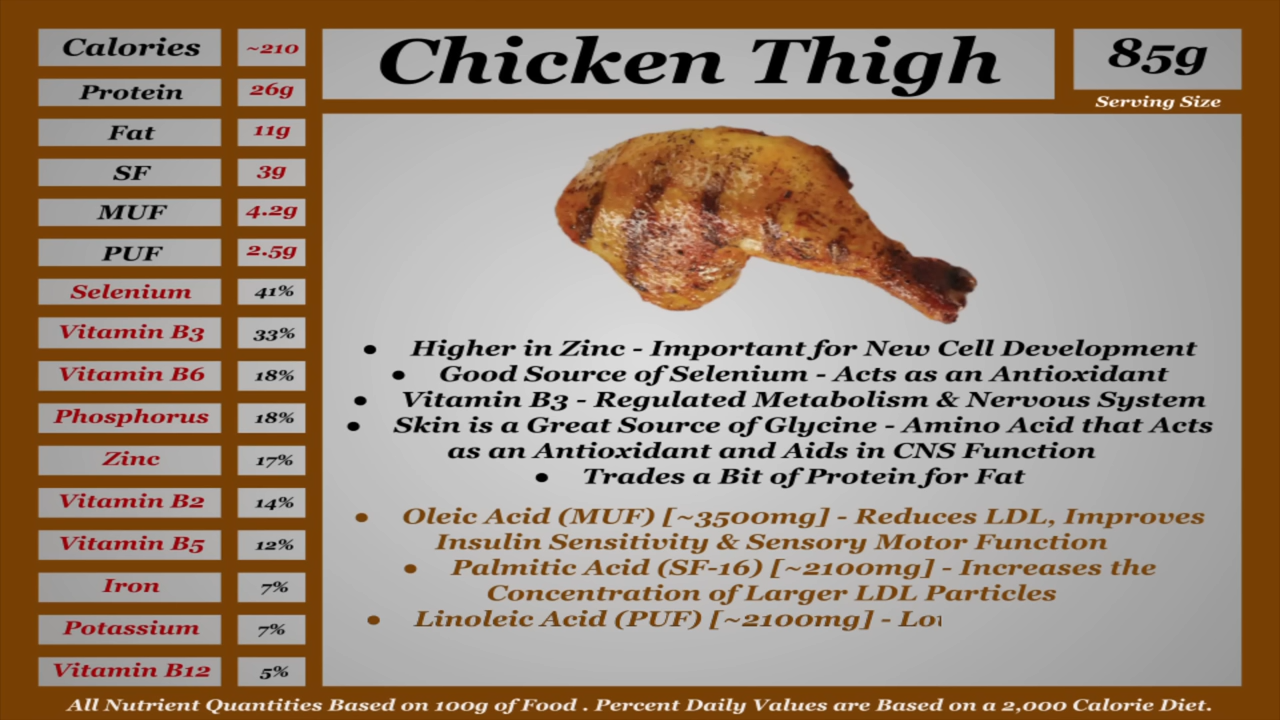 Chicken Thigh
85g
Serving Size
Calories ~210
Protein 26g
Fat 11g
SF 3g
MUF 4.2g
PUF 2.5g
Selenium 41%
Vitamin B3 33%
Vitamin B6 18%
Phosphorus 18%
Zinc 17%
Vitamin B2 14%
Vitamin B5 12%
Iron 7%
Potassium 7%
Vitamin B12 5%
● Higher in Zinc - Important for New Cell Development
● Good Source of Selenium - Acts as an Antioxidant
● Vitamin B3 - Regulated Metabolism & Nervous System
● Skin is a Great Source of Glycine - Amino Acid that Acts
as an Antioxidant and Aids in CNS Function
● Trades a Bit of Protein for Fat
● Oleic Acid (MUF) [~3500mg] - Reduces LDL, Improves
Insulin Sensitivity & Sensory Motor Function
● Palmitic Acid (SF-16) [~2100mg] - Increases the
Concentration of Larger LDL Particles
● Linoleic Acid (PUF) [~2100mg] -
All Nutrient Quantities Based on 100g of Food . Percent Daily Values are Based on a 2,000 Calorie Diet.